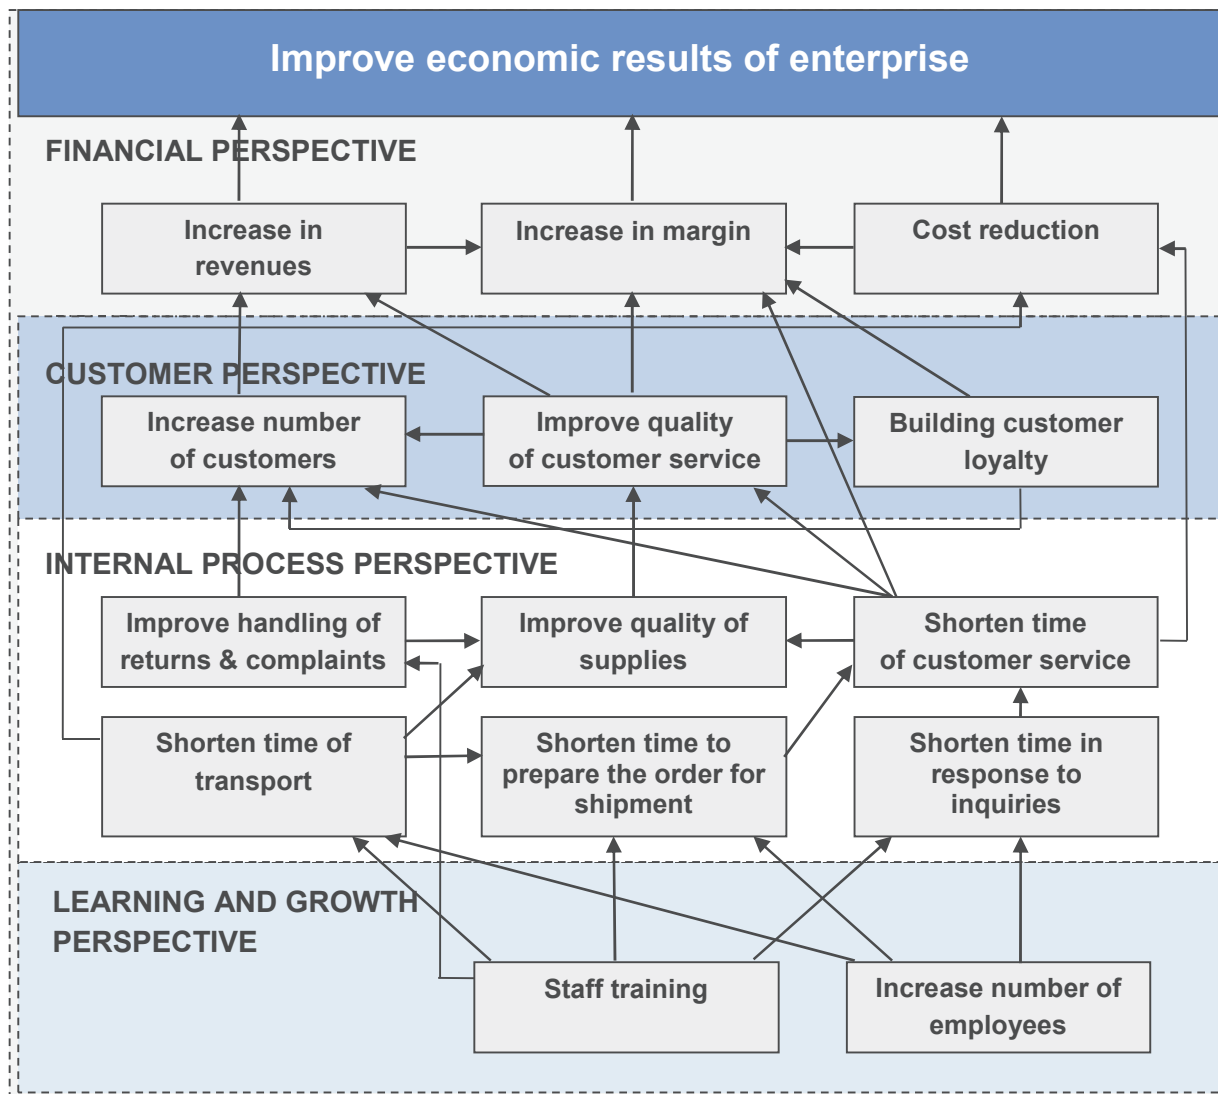 Improve economic results of enterprise
FINANCIAL PERSPECTIVE
Increase in
revenues
Increase in margin
Cost reduction
CUSTOMER PERSPECTIVE
Increase number
of customers
Improve quality
of customer service
Building customer
loyalty
INTERNAL PROCESS PERSPECTIVE
Improve handling of
returns & complaints
Improve quality of
supplies
Shorten time
of customer service
Shorten time of
transport
Shorten time to
prepare the order for
shipment
Shorten time in
response to
inquiries
LEARNING AND GROWTH
PERSPECTIVE
Staff training
Increase number of
employees